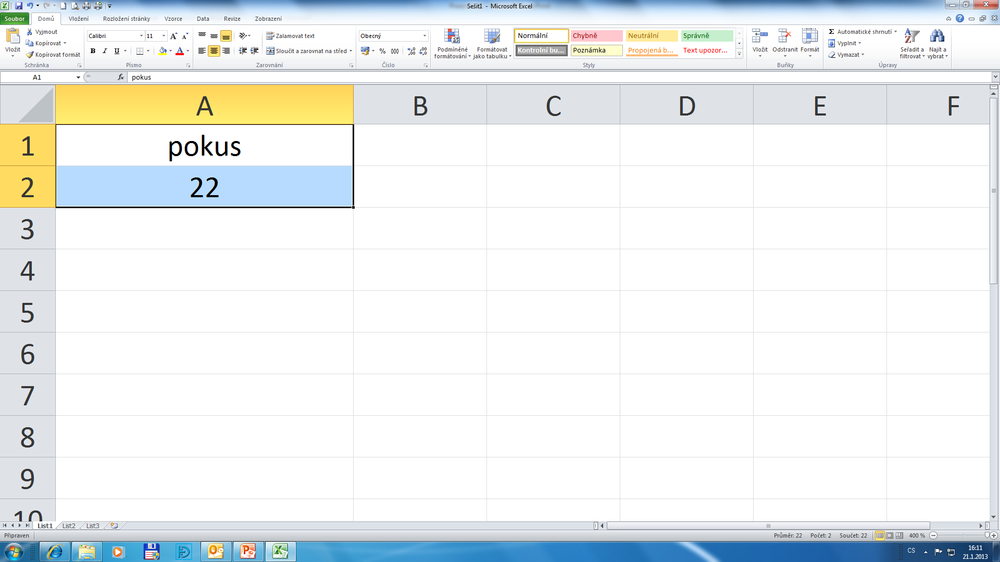 Sešit1 - Microsoft Excel
Soubor Domů Vložení Rozložení stránky Vzorce Data Revize Zobrazení
Vložit
Vyjmout
Kopírovat
Kopírovat formát
Schránka
Calibri 11
B I U
Písmo
Zalamovat text
Sloučit a zarovnat na střed
Zarovnání
Obecný
% 000
Číslo
Podmíněné formátování
Formátovat jako tabulku
Normální Chybně Neutrální Správně
Kontrolní bu... Poznámka Propojená b... Text upozor...
Styly
Vložit Odstranit Formát
Buňky
Σ Automatické shrnutí
Vyplnit
Vymazat
Seřadit a filtrovat
Najít a vybrat
Úpravy
A1 fx pokus
A B C D E F
1 pokus
2 22
3
4
5
6
7
8
9
10
List1 List2 List3
Připraven Průměr: 22 Počet: 2 Součet: 22 400 %
CS 16:11
21.1.2013